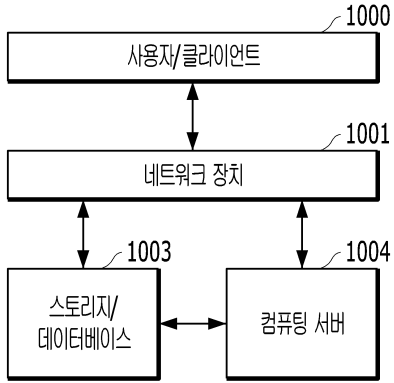 1000
사용자/클라이언트
1001
네트워크 장치
1003
스토리지/
데이터베이스
1004
컴퓨팅 서버